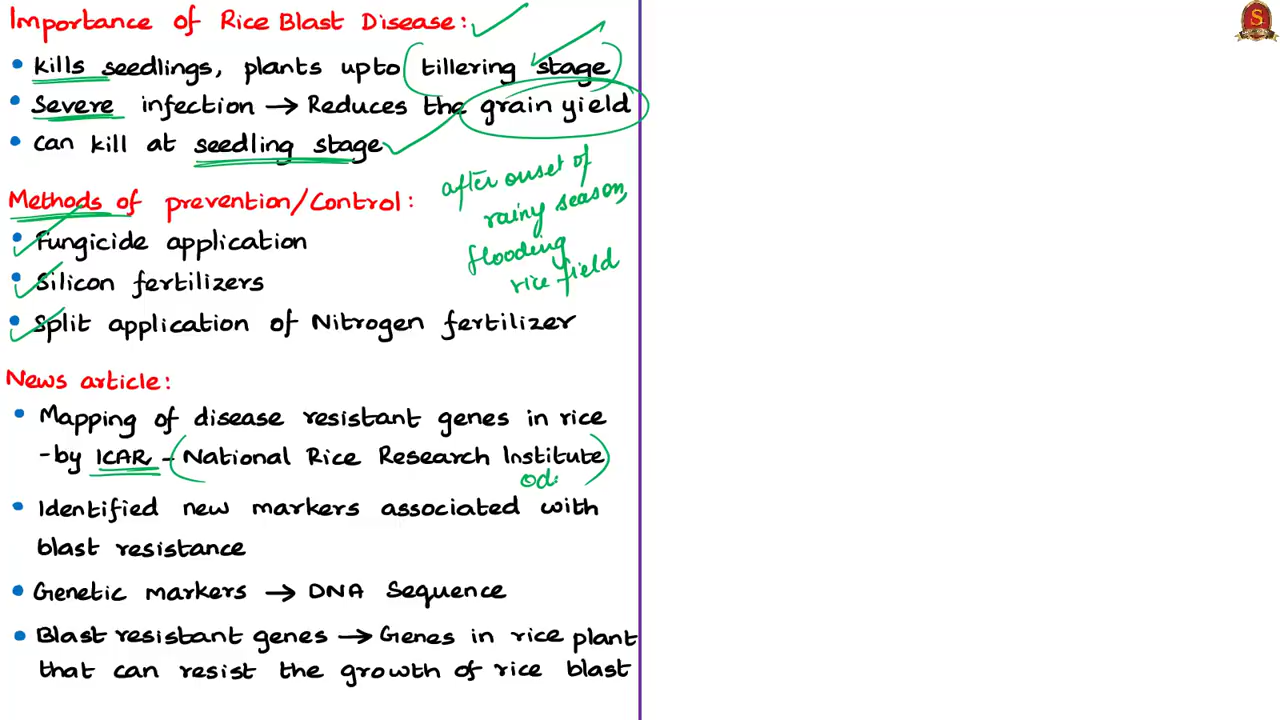 Importance of Rice Blast Disease:
• Kills seedlings, plants upto (tillering stage)
• Severe infection → Reduces the grain yield
• Can kill at seedling stage
after onset of
rainy season,
flooding
rice field
Methods of prevention/Control:
• Fungicide application
• Silicon fertilizers
• Split application of Nitrogen fertilizer
News article:
• Mapping of disease resistant genes in rice
-by ICAR - (National Rice Research Institute)
od.
• Identified new markers associated with
blast resistance
• Genetic markers → DNA Sequence
• Blast resistant genes → Genes in rice plant
that can resist the growth of rice blast